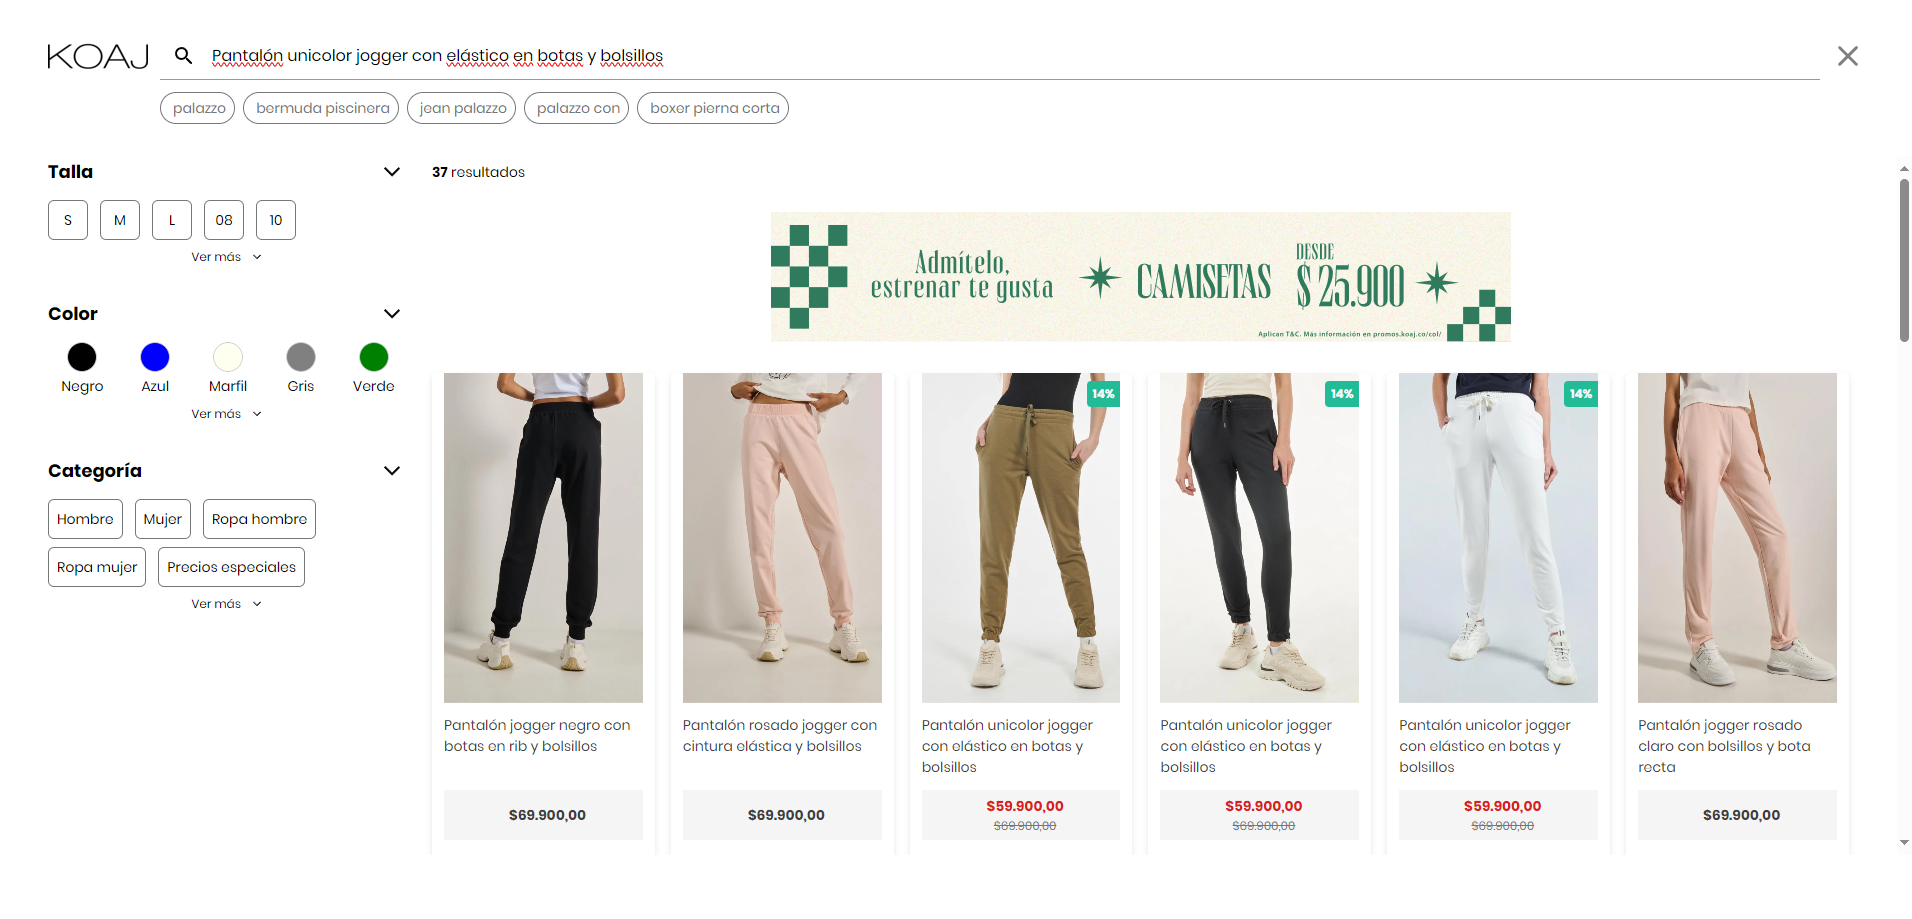 KOAJ
Pantalón unicolor jogger con elástico en botas y bolsillos
palazzo
bermuda piscinera
jean palazzo
palazzo con
boxer pierna corta
Talla
S
M
L
08
10
Ver más
Color
Negro
Azul
Marfil
Gris
Verde
Ver más
Categoría
Hombre
Mujer
Ropa hombre
Ropa mujer
Precios especiales
Ver más
37 resultados
Admítelo,
estrenar te gusta
CAMISETAS
DESDE
$ 25.900
Aplican T&C. Más información en promos.koaj.co/col/
Pantalón jogger negro con
botas en rib y bolsillos
$69.900,00
Pantalón rosado jogger con
cintura elástica y bolsillos
$69.900,00
14%
Pantalón unicolor jogger
con elástico en botas y
bolsillos
$59.900,00
$69.900,00
14%
Pantalón unicolor jogger
con elástico en botas y
bolsillos
$59.900,00
$69.900,00
14%
Pantalón unicolor jogger
con elástico en botas y
bolsillos
$59.900,00
$69.900,00
Pantalón jogger rosado
claro con bolsillos y bota
recta
$69.900,00